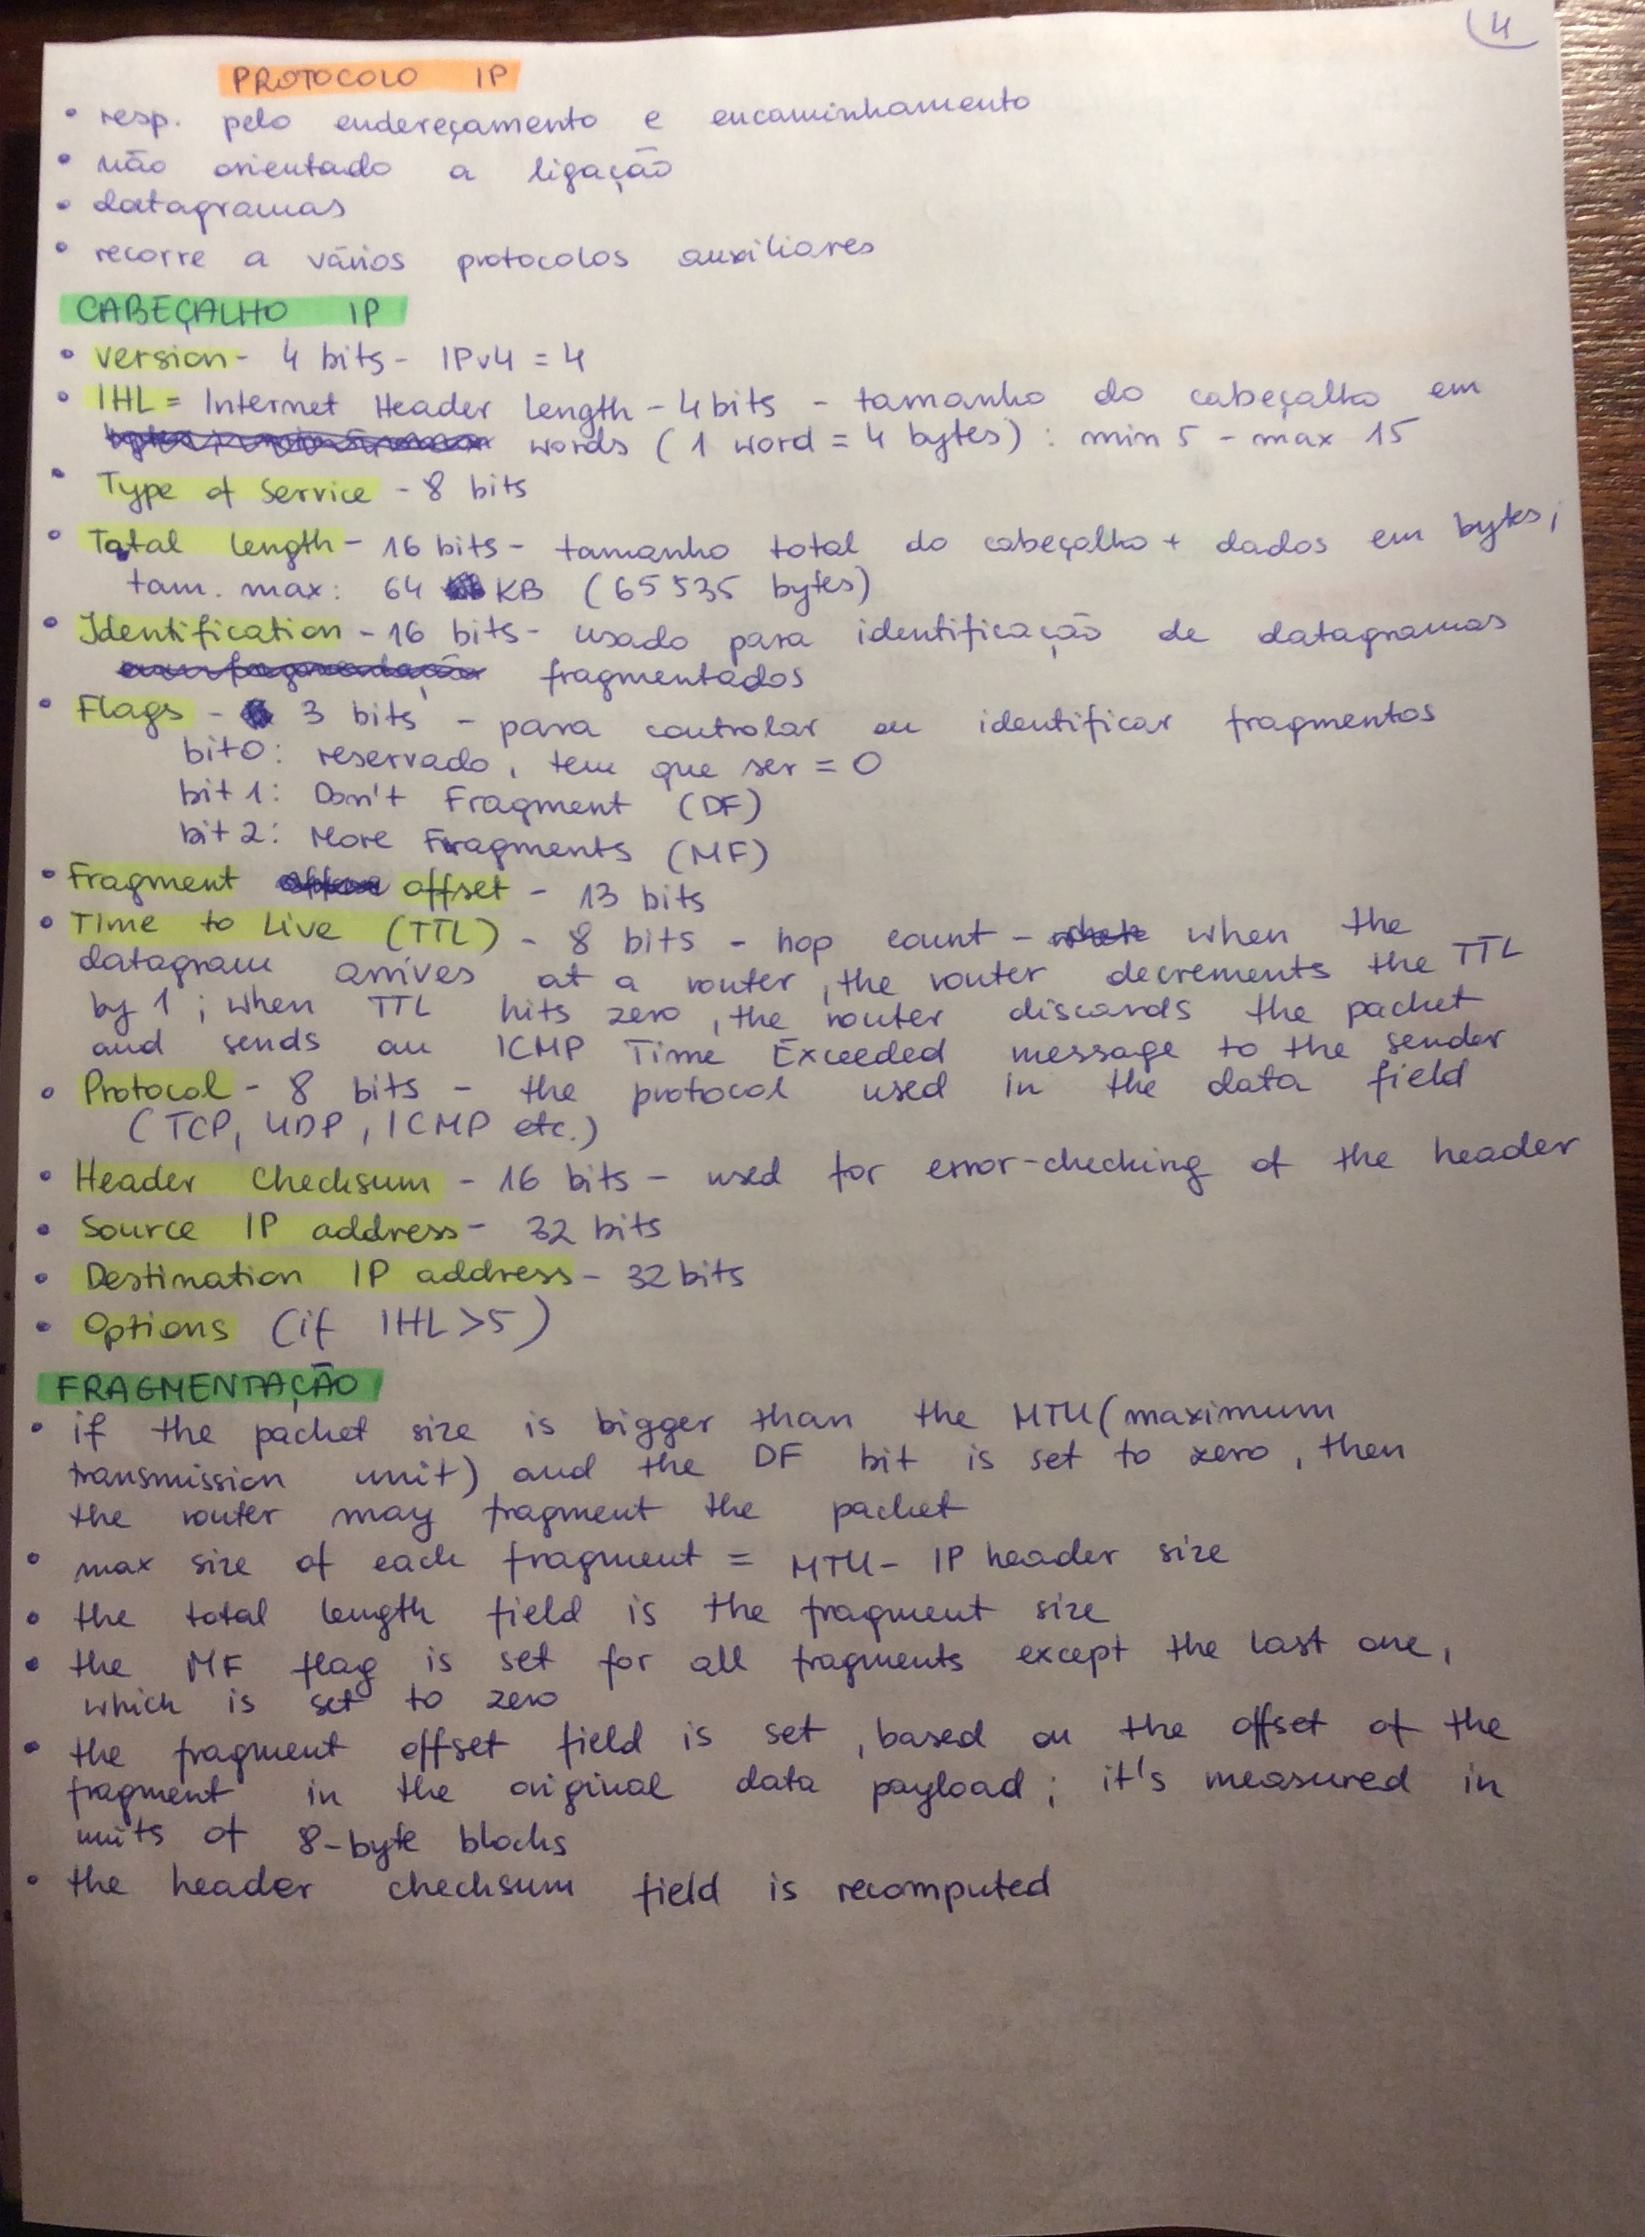 4
PROTOCOLO IP
• resp. pelo endereçamento e encaminhamento
• não orientado a ligação
• datagramas
• recorre a vários protocolos auxiliares
CABEÇALHO IP
• version - 4 bits - IPv4 = 4
• IHL = Internet Header Length - 4 bits - tamanho do cabeçalho em
words (1 word = 4 bytes) : min 5 - max 15
• Type of Service - 8 bits
• Total length - 16 bits - tamanho total do cabeçalho + dados em bytes;
tam. max: 64 KB (65 535 bytes)
• Identification - 16 bits - usado para identificação de datagramas
fragmentados
• Flags - 3 bits - para controlar ou identificar fragmentos
bit 0: reservado, tem que ser = 0
bit 1: Don't Fragment (DF)
bit 2: More Fragments (MF)
• Fragment offset - 13 bits
• Time to Live (TTL) - 8 bits - hop count - when the
datagram arrives at a router, the router decrements the TTL
by 1; when TTL hits zero, the router discards the packet
and sends an ICMP Time Exceeded message to the sender
• Protocol - 8 bits - the protocol used in the data field
(TCP, UDP, ICMP etc.)
• Header Checksum - 16 bits - used for error-checking of the header
• Source IP address - 32 bits
• Destination IP address - 32 bits
• Options (if IHL > 5)
FRAGMENTAÇÃO
• if the packet size is bigger than the MTU (maximum
transmission unit) and the DF bit is set to zero, then
the router may fragment the packet
• max size of each fragment = MTU - IP header size
• the total length field is the fragment size
• the MF flag is set for all fragments except the last one,
which is set to zero
• the fragment offset field is set, based on the offset of the
fragment in the original data payload; it's measured in
units of 8-byte blocks
• the header checksum field is recomputed